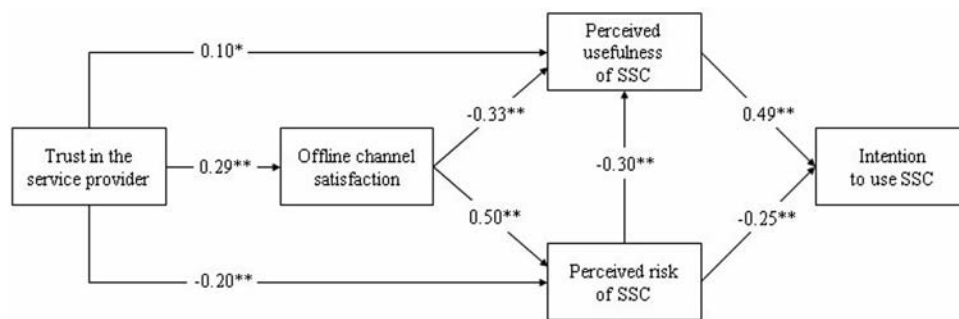 0.10*
Perceived
usefulness
of SSC
-0.33**
0.49**
Trust in the
service provider
0.29**
Offline channel
satisfaction
-0.30**
Intention
to use SSC
0.50**
-0.25**
-0.20**
Perceived risk
of SSC